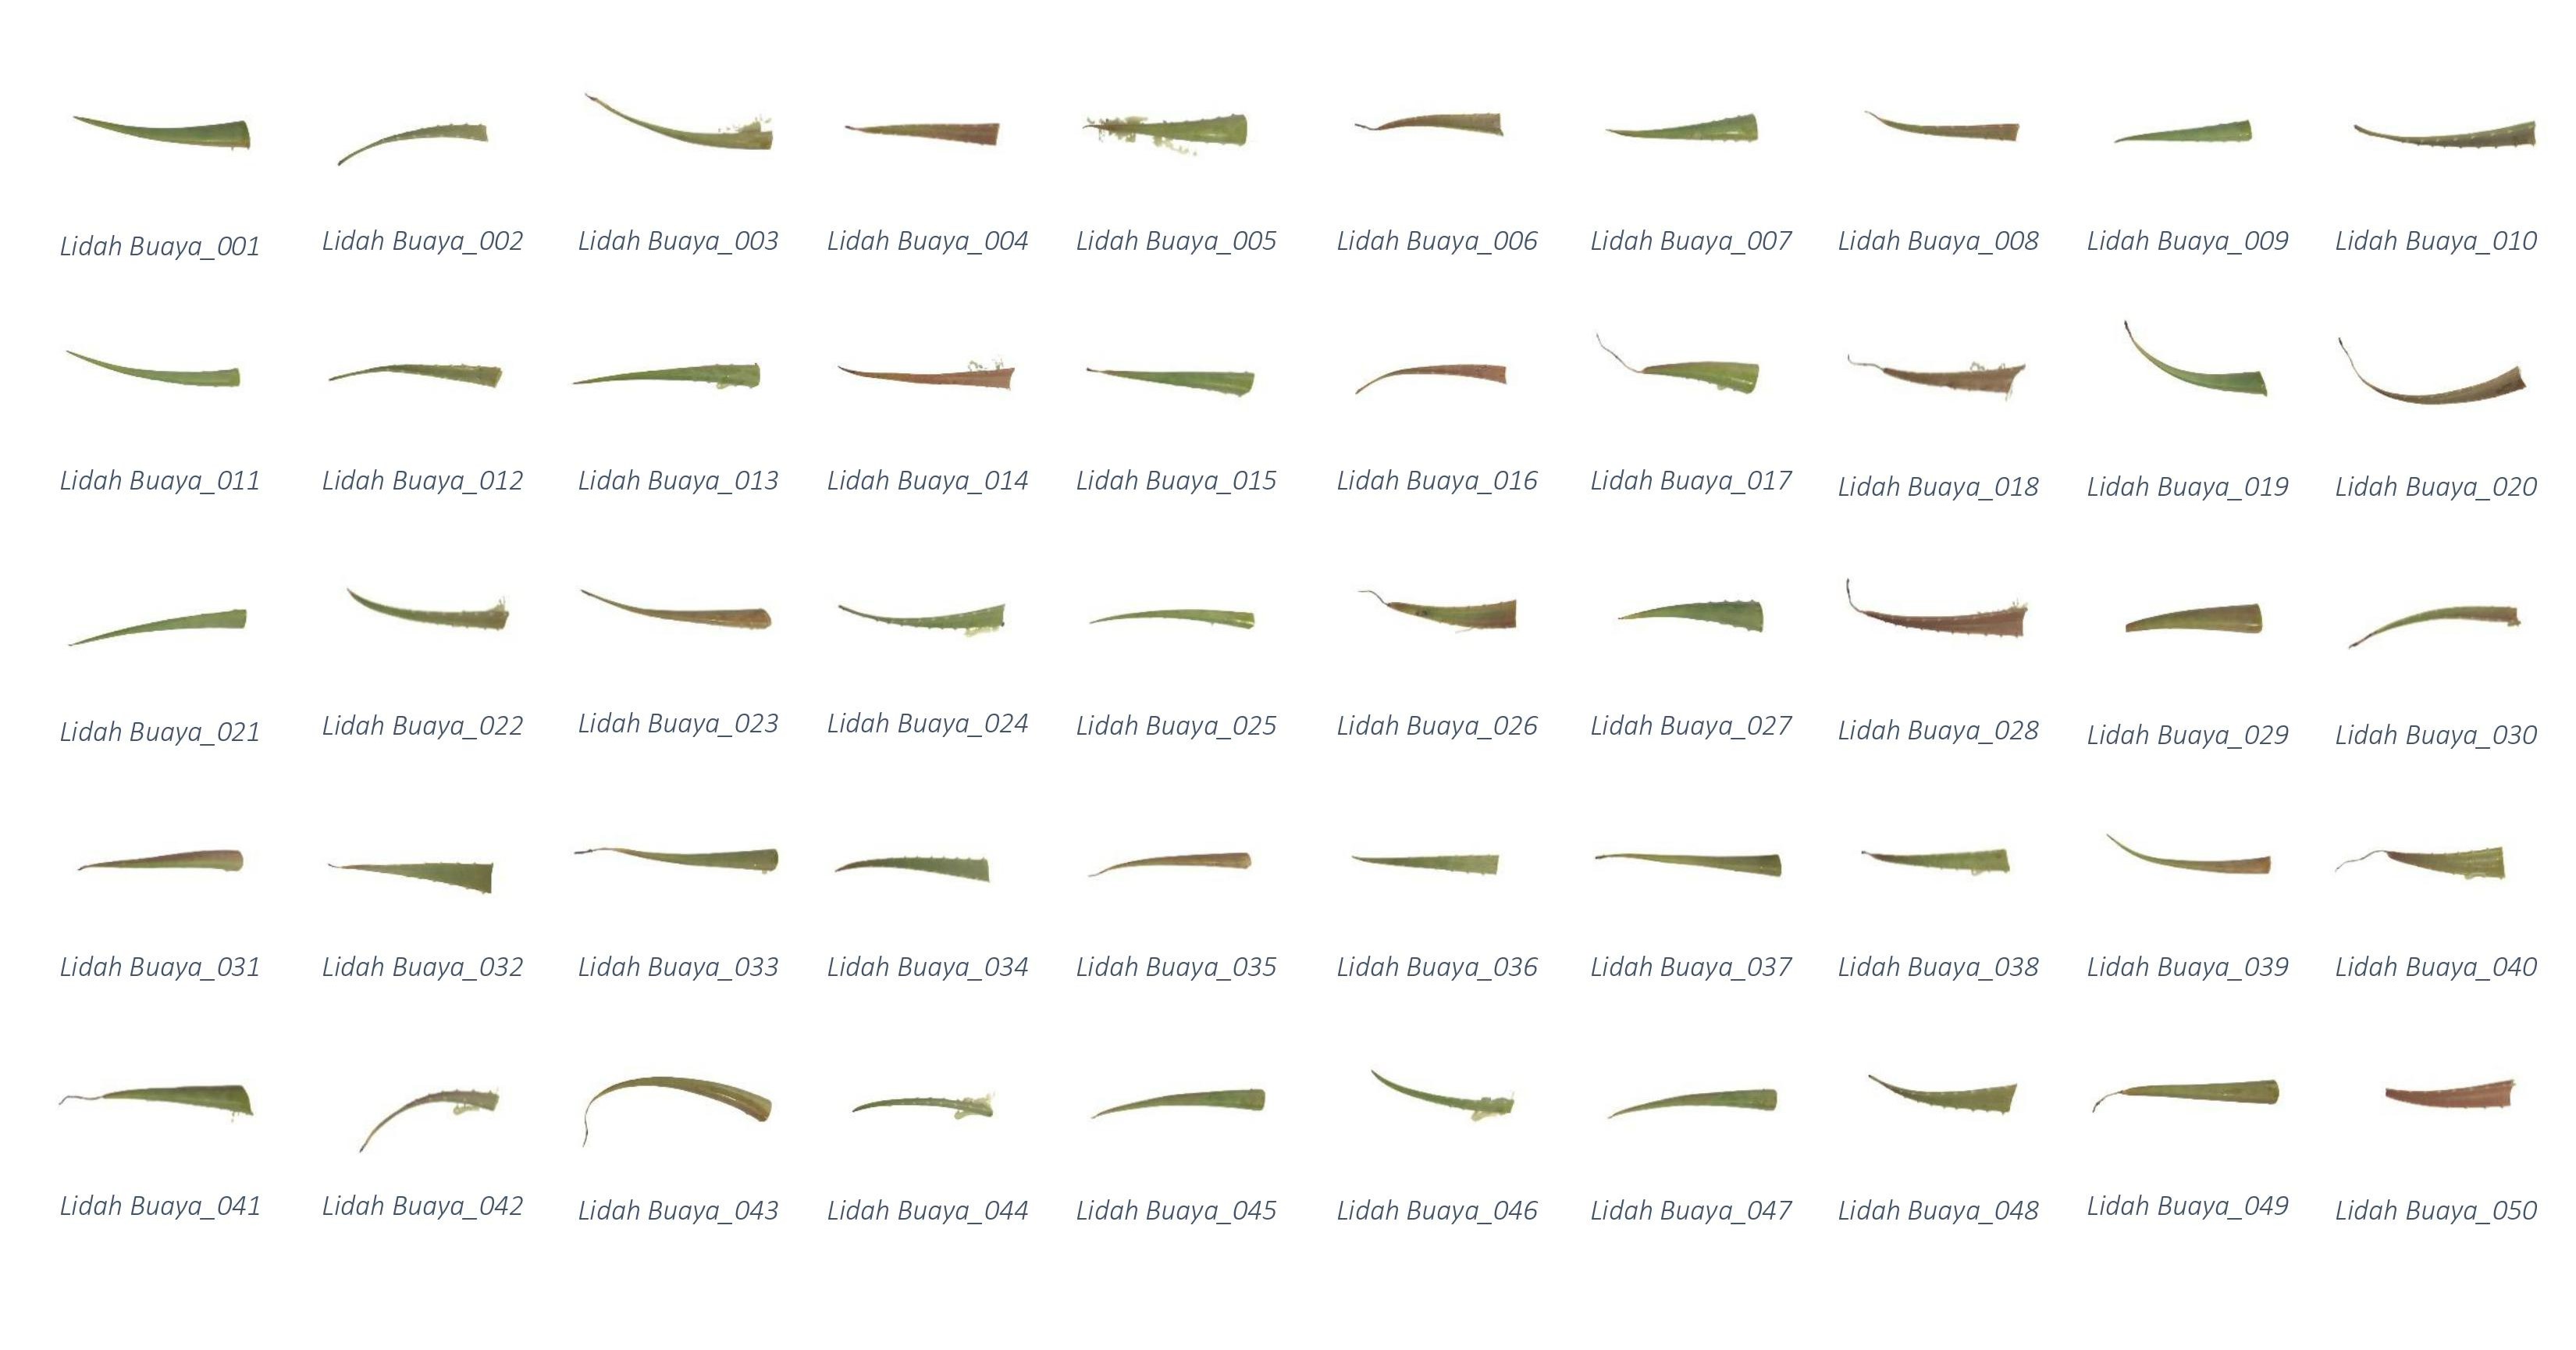 Lidah Buaya_001
Lidah Buaya_002
Lidah Buaya_003
Lidah Buaya_004
Lidah Buaya_005
Lidah Buaya_006
Lidah Buaya_007
Lidah Buaya_008
Lidah Buaya_009
Lidah Buaya_010
Lidah Buaya_011
Lidah Buaya_012
Lidah Buaya_013
Lidah Buaya_014
Lidah Buaya_015
Lidah Buaya_016
Lidah Buaya_017
Lidah Buaya_018
Lidah Buaya_019
Lidah Buaya_020
Lidah Buaya_021
Lidah Buaya_022
Lidah Buaya_023
Lidah Buaya_024
Lidah Buaya_025
Lidah Buaya_026
Lidah Buaya_027
Lidah Buaya_028
Lidah Buaya_029
Lidah Buaya_030
Lidah Buaya_031
Lidah Buaya_032
Lidah Buaya_033
Lidah Buaya_034
Lidah Buaya_035
Lidah Buaya_036
Lidah Buaya_037
Lidah Buaya_038
Lidah Buaya_039
Lidah Buaya_040
Lidah Buaya_041
Lidah Buaya_042
Lidah Buaya_043
Lidah Buaya_044
Lidah Buaya_045
Lidah Buaya_046
Lidah Buaya_047
Lidah Buaya_048
Lidah Buaya_049
Lidah Buaya_050